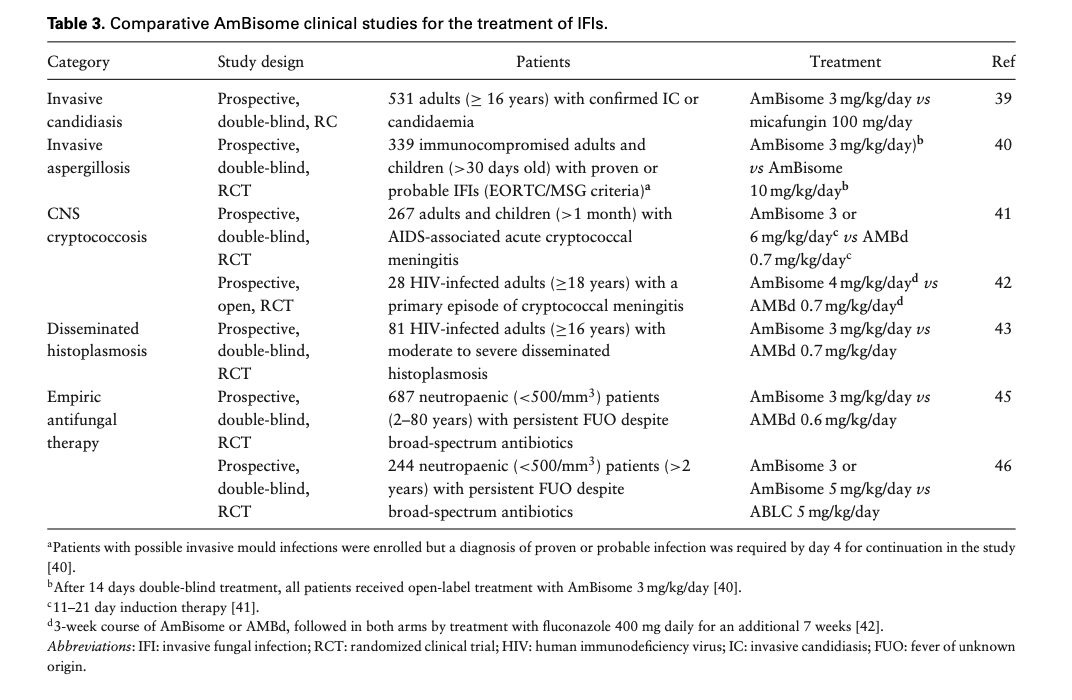 Table 3. Comparative AmBisome clinical studies for the treatment of IFIs.
Category Study design Patients Treatment Ref
Invasive Prospective, 531 adults (≥ 16 years) with confirmed IC or AmBisome 3 mg/kg/day vs 39
candidiasis double-blind, RC candidaemia micafungin 100 mg/day
Invasive Prospective, 339 immunocompromised adults and AmBisome 3 mg/kg/day)b 40
aspergillosis double-blind, children (>30 days old) with proven or vs AmBisome
RCT probable IFIs (EORTC/MSG criteria)a 10 mg/kg/dayb
CNS Prospective, 267 adults and children (>1 month) with AmBisome 3 or 41
cryptococcosis double-blind, AIDS-associated acute cryptococcal 6 mg/kg/dayc vs AMBd
RCT meningitis 0.7 mg/kg/dayc
Prospective, 28 HIV-infected adults (≥18 years) with a AmBisome 4 mg/kg/dayd vs 42
open, RCT primary episode of cryptococcal meningitis AMBd 0.7 mg/kg/dayd
Disseminated Prospective, 81 HIV-infected adults (≥16 years) with AmBisome 3 mg/kg/day vs 43
histoplasmosis double-blind, moderate to severe disseminated AMBd 0.7 mg/kg/day
RCT histoplasmosis
Empiric Prospective, 687 neutropaenic (<500/mm3) patients AmBisome 3 mg/kg/day vs 45
antifungal double-blind, (2–80 years) with persistent FUO despite AMBd 0.6 mg/kg/day
therapy RCT broad-spectrum antibiotics
Prospective, 244 neutropaenic (<500/mm3) patients (>2 AmBisome 3 or 46
double-blind, years) with persistent FUO despite AmBisome 5 mg/kg/day vs
RCT broad-spectrum antibiotics ABLC 5 mg/kg/day
aPatients with possible invasive mould infections were enrolled but a diagnosis of proven or probable infection was required by day 4 for continuation in the study
[40].
bAfter 14 days double-blind treatment, all patients received open-label treatment with AmBisome 3 mg/kg/day [40].
c11–21 day induction therapy [41].
d3-week course of AmBisome or AMBd, followed in both arms by treatment with fluconazole 400 mg daily for an additional 7 weeks [42].
Abbreviations: IFI: invasive fungal infection; RCT: randomized clinical trial; HIV: human immunodeficiency virus; IC: invasive candidiasis; FUO: fever of unknown
origin.